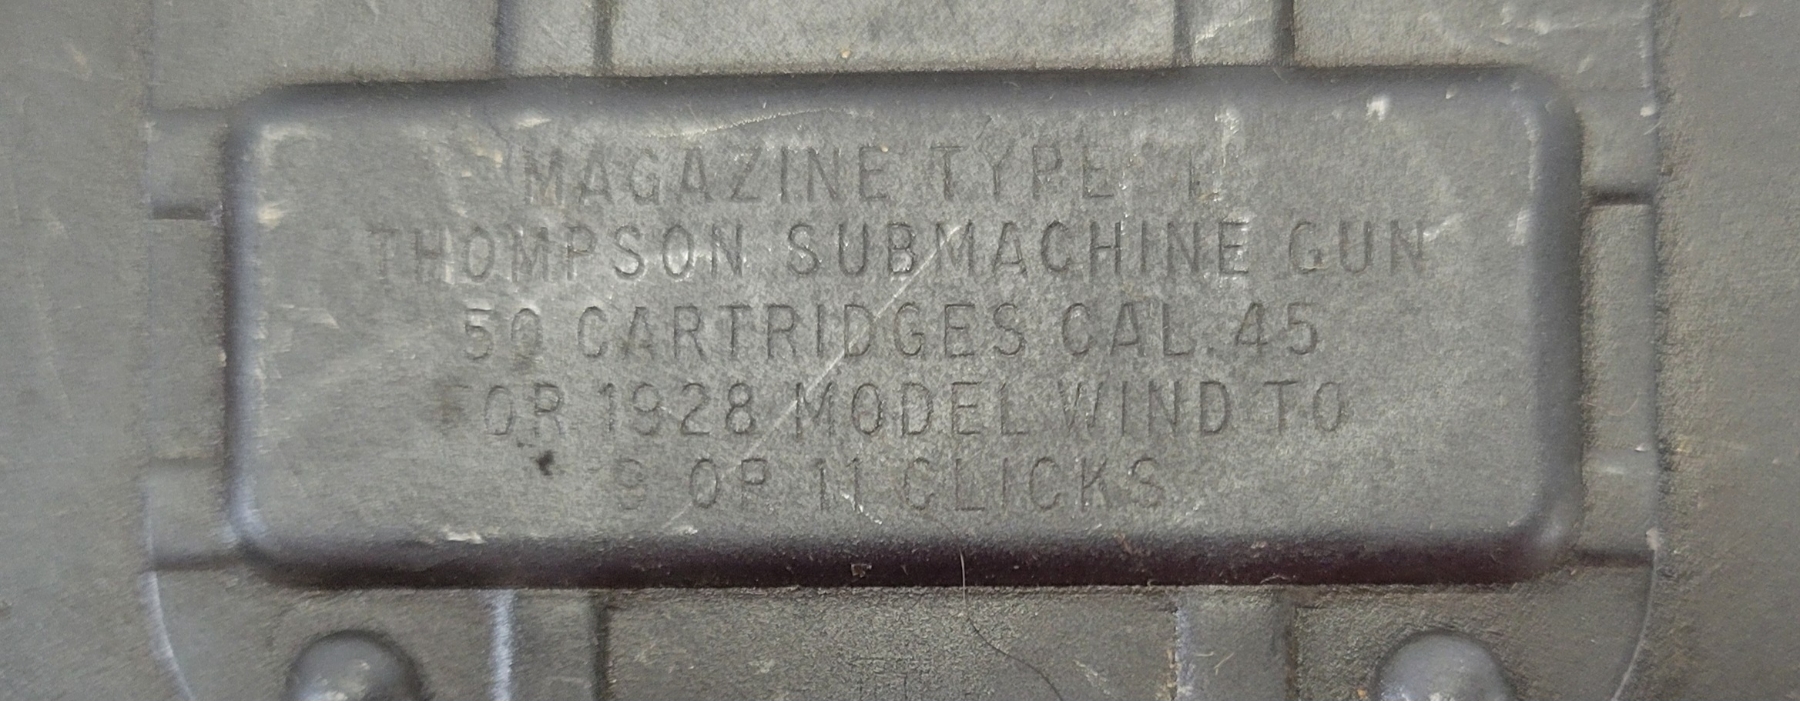 MAGAZINE TYPE "L"
THOMPSON SUBMACHINE GUN
50 CARTRIDGES CAL. 45
FOR 1928 MODEL WIND TO
9 OR 11 CLICKS